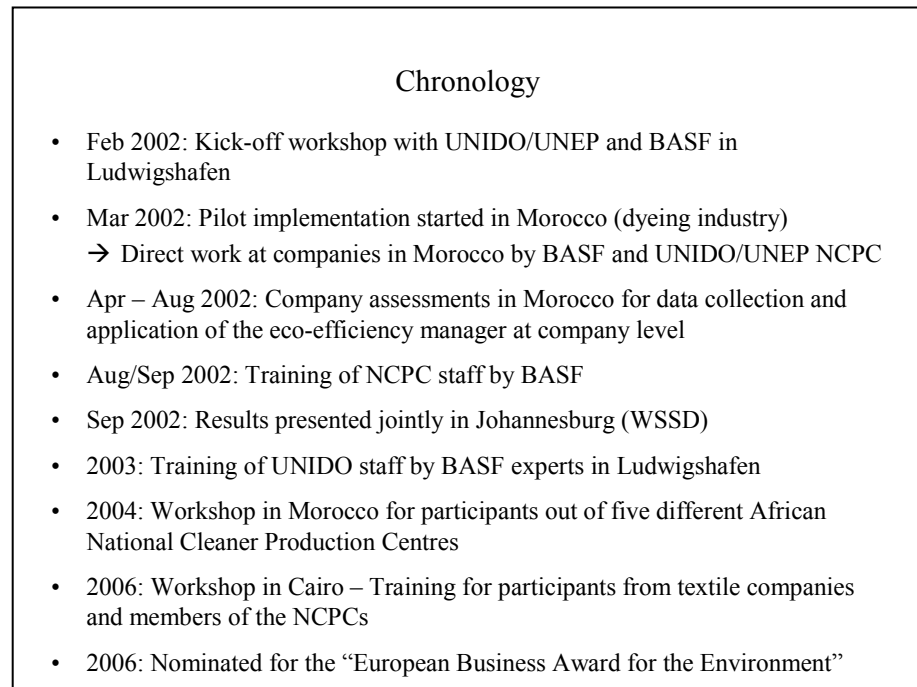 Chronology
• Feb 2002: Kick-off workshop with UNIDO/UNEP and BASF in
Ludwigshafen
• Mar 2002: Pilot implementation started in Morocco (dyeing industry)
→ Direct work at companies in Morocco by BASF and UNIDO/UNEP NCPC
• Apr – Aug 2002: Company assessments in Morocco for data collection and
application of the eco-efficiency manager at company level
• Aug/Sep 2002: Training of NCPC staff by BASF
• Sep 2002: Results presented jointly in Johannesburg (WSSD)
• 2003: Training of UNIDO staff by BASF experts in Ludwigshafen
• 2004: Workshop in Morocco for participants out of five different African
National Cleaner Production Centres
• 2006: Workshop in Cairo – Training for participants from textile companies
and members of the NCPCs
• 2006: Nominated for the “European Business Award for the Environment”